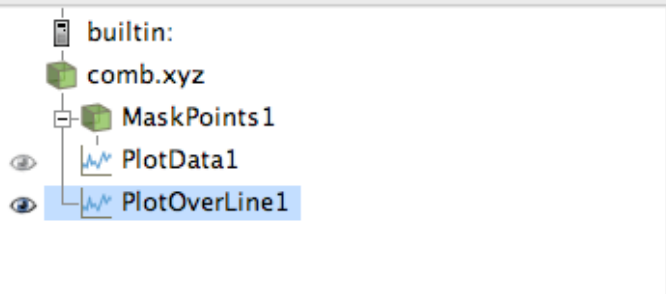 builtin:
comb.xyz
MaskPoints1
PlotData1
PlotOverLine1